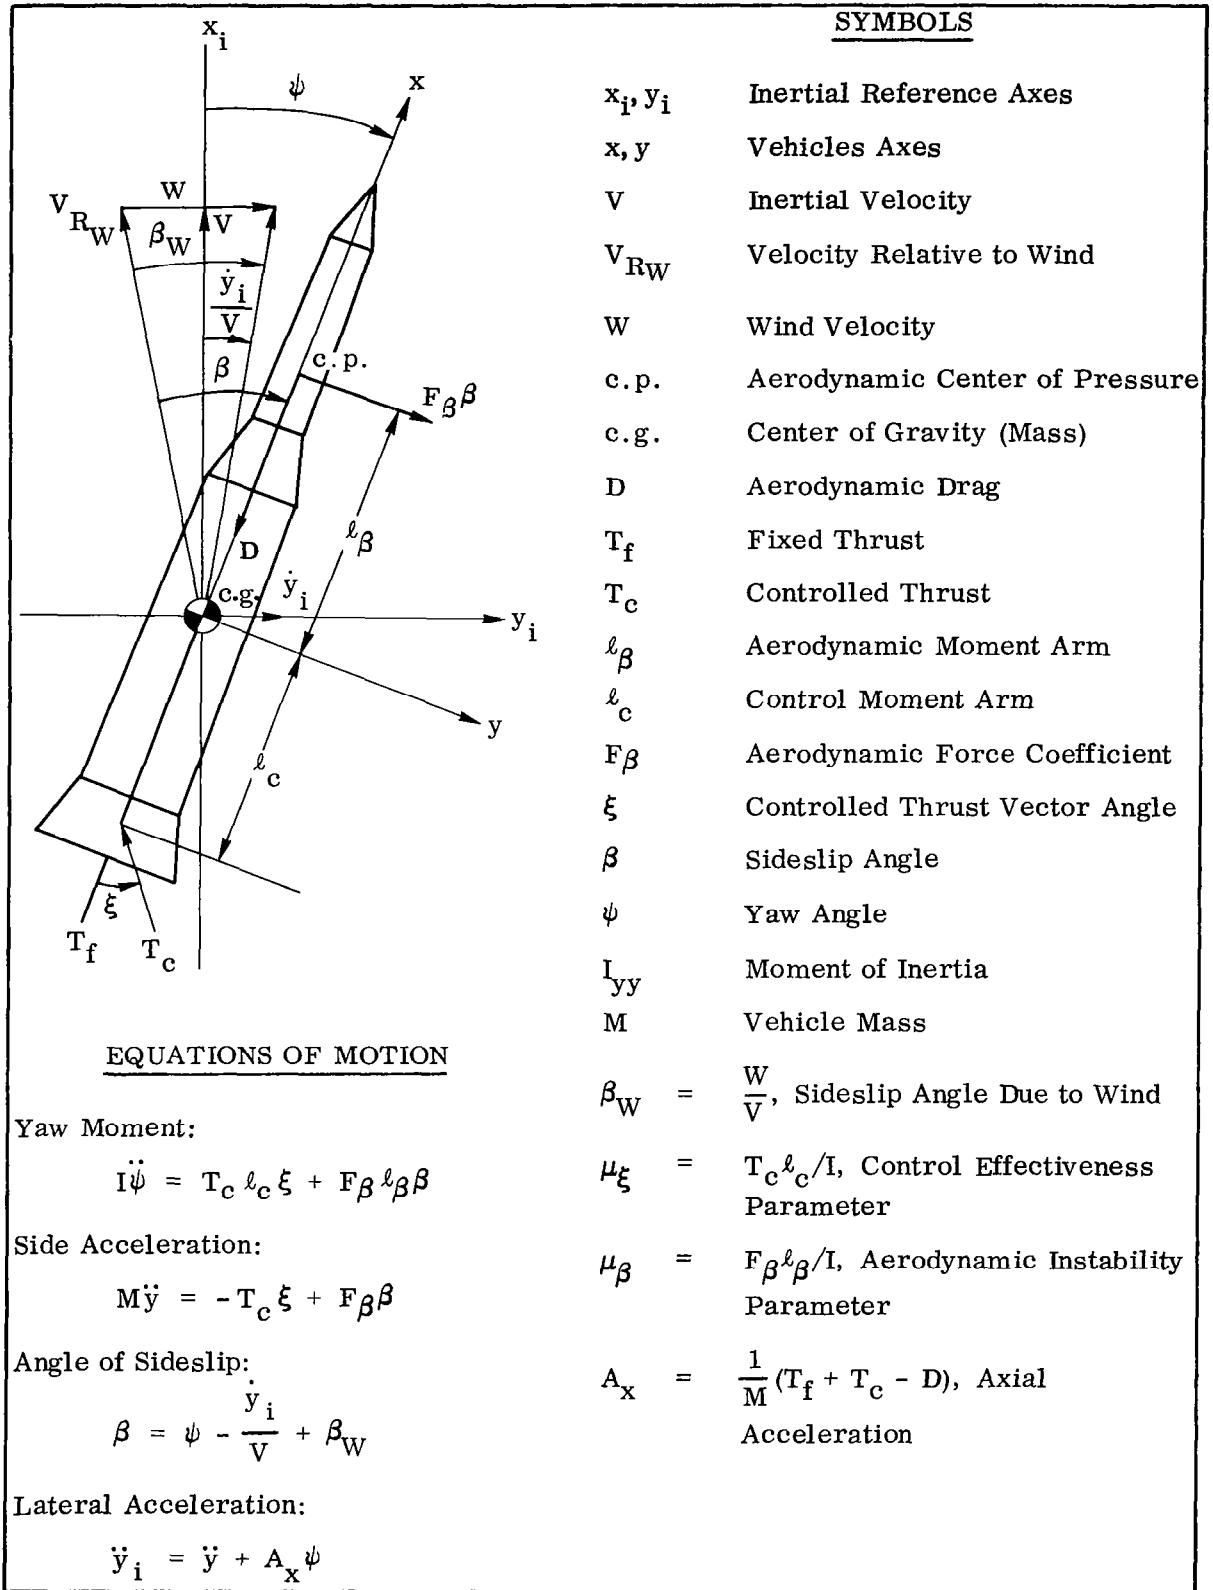 x_i
ψ
x
W
V_RW
β_W
V
ẏ_i
V
β
c.p.
F_β β
ℓ_β
D
c.g.
ẏ_i
y_i
y
ℓ_c
ξ
T_f
T_c
EQUATIONS OF MOTION
Yaw Moment:
Iψ̈ = T_c ℓ_c ξ + F_β ℓ_β β
Side Acceleration:
Mÿ = -T_c ξ + F_β β
Angle of Sideslip:
β = ψ - ẏ_i/V + β_W
Lateral Acceleration:
ÿ_i = ÿ + A_x ψ
SYMBOLS
x_i, y_i Inertial Reference Axes
x, y Vehicles Axes
V Inertial Velocity
V_RW Velocity Relative to Wind
W Wind Velocity
c.p. Aerodynamic Center of Pressure
c.g. Center of Gravity (Mass)
D Aerodynamic Drag
T_f Fixed Thrust
T_c Controlled Thrust
ℓ_β Aerodynamic Moment Arm
ℓ_c Control Moment Arm
F_β Aerodynamic Force Coefficient
ξ Controlled Thrust Vector Angle
β Sideslip Angle
ψ Yaw Angle
I_yy Moment of Inertia
M Vehicle Mass
β_W = W/V, Sideslip Angle Due to Wind
μ_ξ = T_c ℓ_c/I, Control Effectiveness
Parameter
μ_β = F_β ℓ_β/I, Aerodynamic Instability
Parameter
A_x = 1/M (T_f + T_c - D), Axial
Acceleration